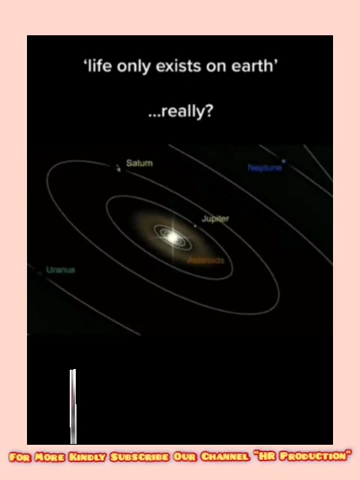 ‘life only exists on earth’
...really?
Saturn
Neptune
Jupiter
Asteroids
Uranus
For More Kindly Subscribe Our Channel "HR Production"